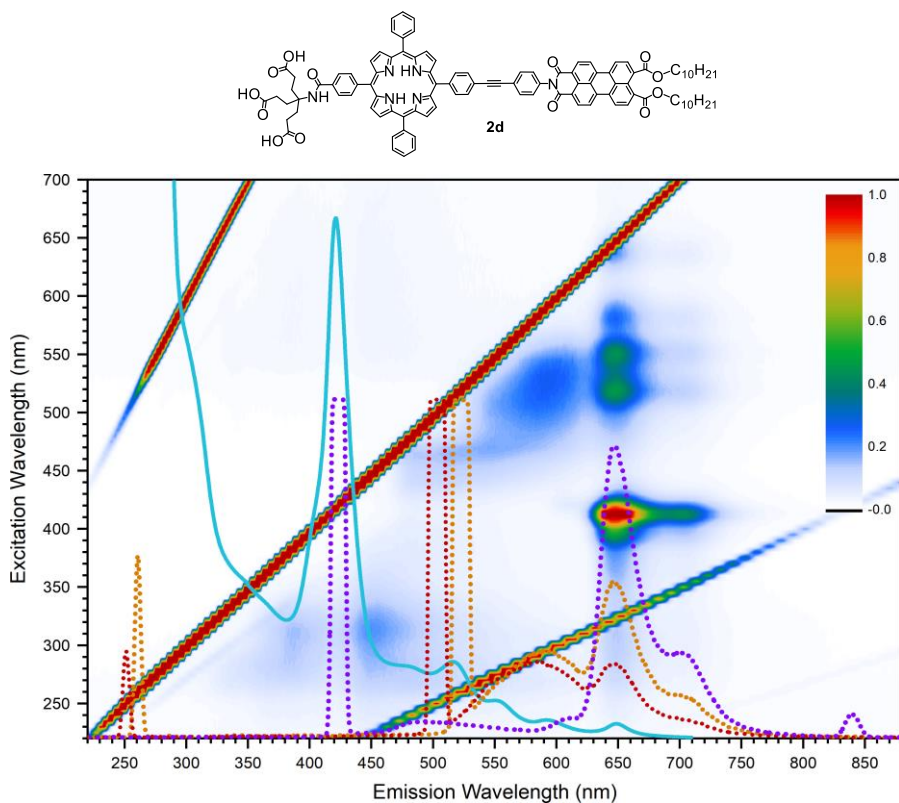 OH
O
O
O
O
N
HN
O
C10H21
HO
O
NH
N
NH
N
O
O
O
C10H21
HO
O
2d
700
650
600
550
500
450
400
350
300
250
Excitation Wavelength (nm)
1.0
0.8
0.6
0.4
0.2
-0.0
250 300 350 400 450 500 550 600 650 700 750 800 850
Emission Wavelength (nm)